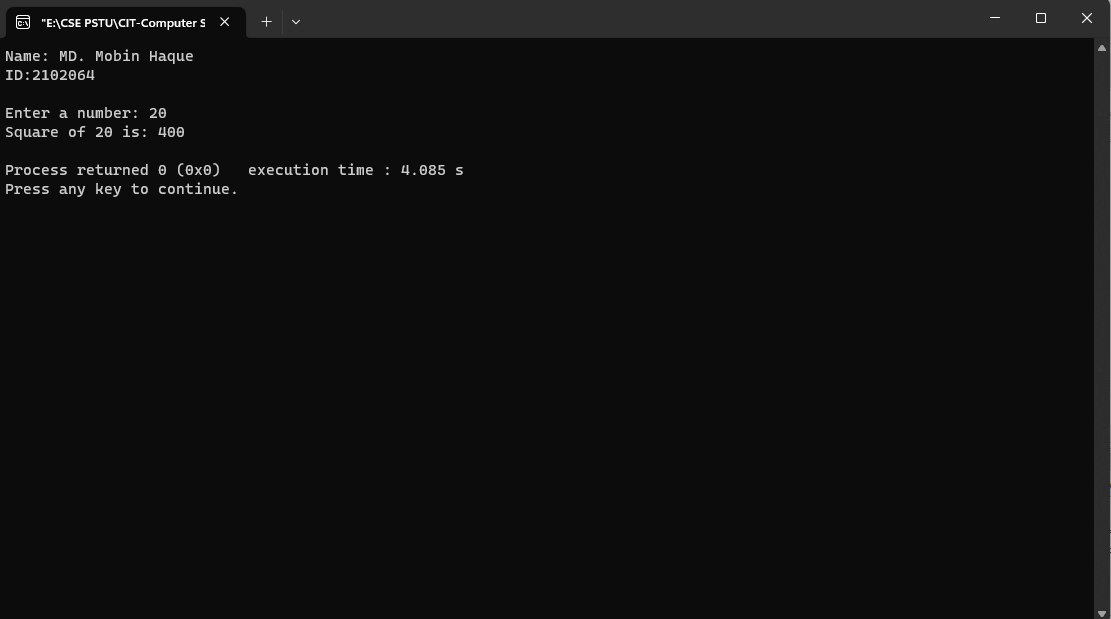 "E:\CSE PSTU\CIT-Computer S
Name: MD. Mobin Haque
ID:2102064
Enter a number: 20
Square of 20 is: 400
Process returned 0 (0x0)   execution time : 4.085 s
Press any key to continue.